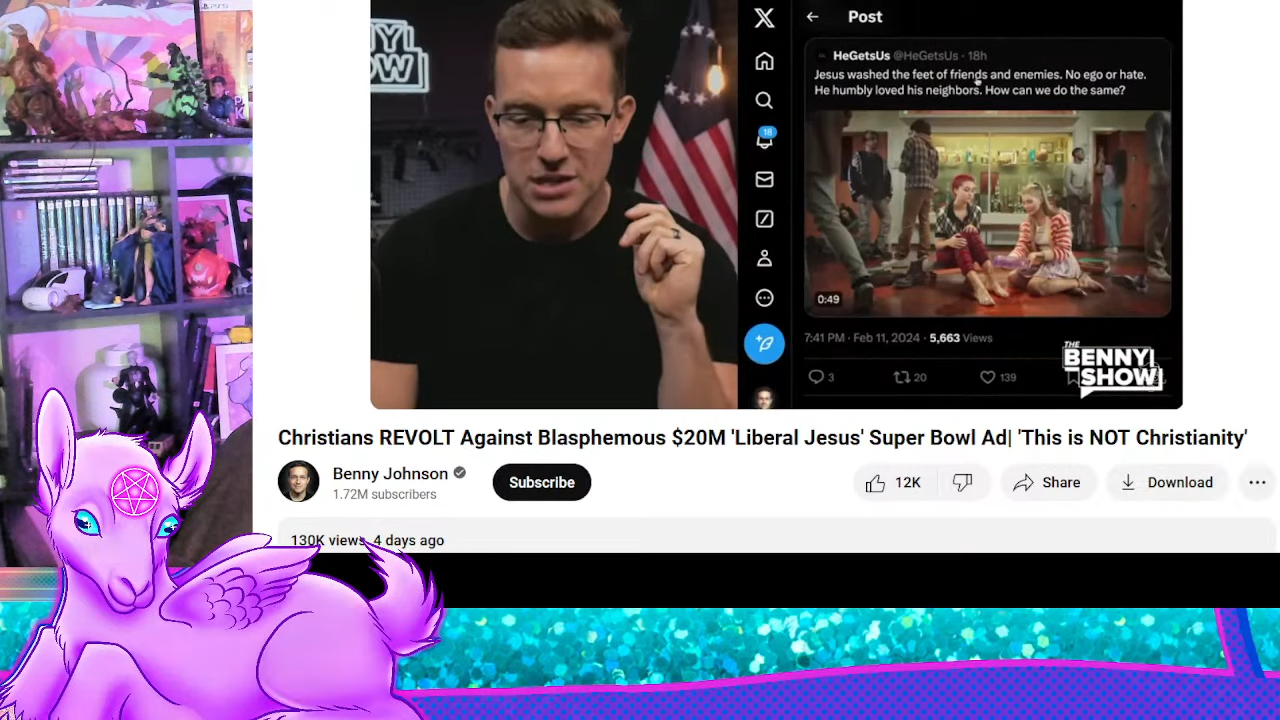 Post
HeGetsUs @HeGetsUs · 18h
Jesus washed the feet of friends and enemies. No ego or hate.
He humbly loved his neighbors. How can we do the same?
18
0:49
7:41 PM · Feb 11, 2024 · 5,663 Views
3 20 139
THE
BENNY
SHOW
Christians REVOLT Against Blasphemous $20M 'Liberal Jesus' Super Bowl Ad| 'This is NOT Christianity'
Benny Johnson
1.72M subscribers
Subscribe
12K
Share
Download
130K views 4 days ago